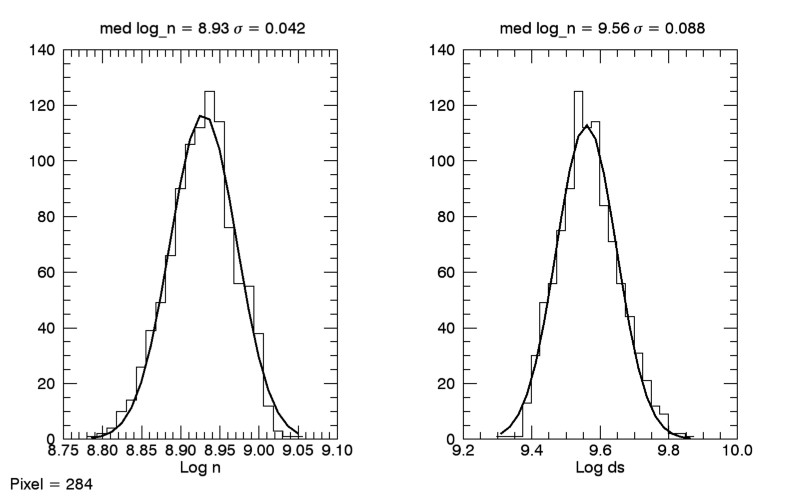 med log_n = 8.93 σ = 0.042
med log_n = 9.56 σ = 0.088
140
120
100
80
60
40
20
0
8.75 8.80 8.85 8.90 8.95 9.00 9.05 9.10
Log n
140
120
100
80
60
40
20
0
9.2 9.4 9.6 9.8 10.0
Log ds
Pixel = 284